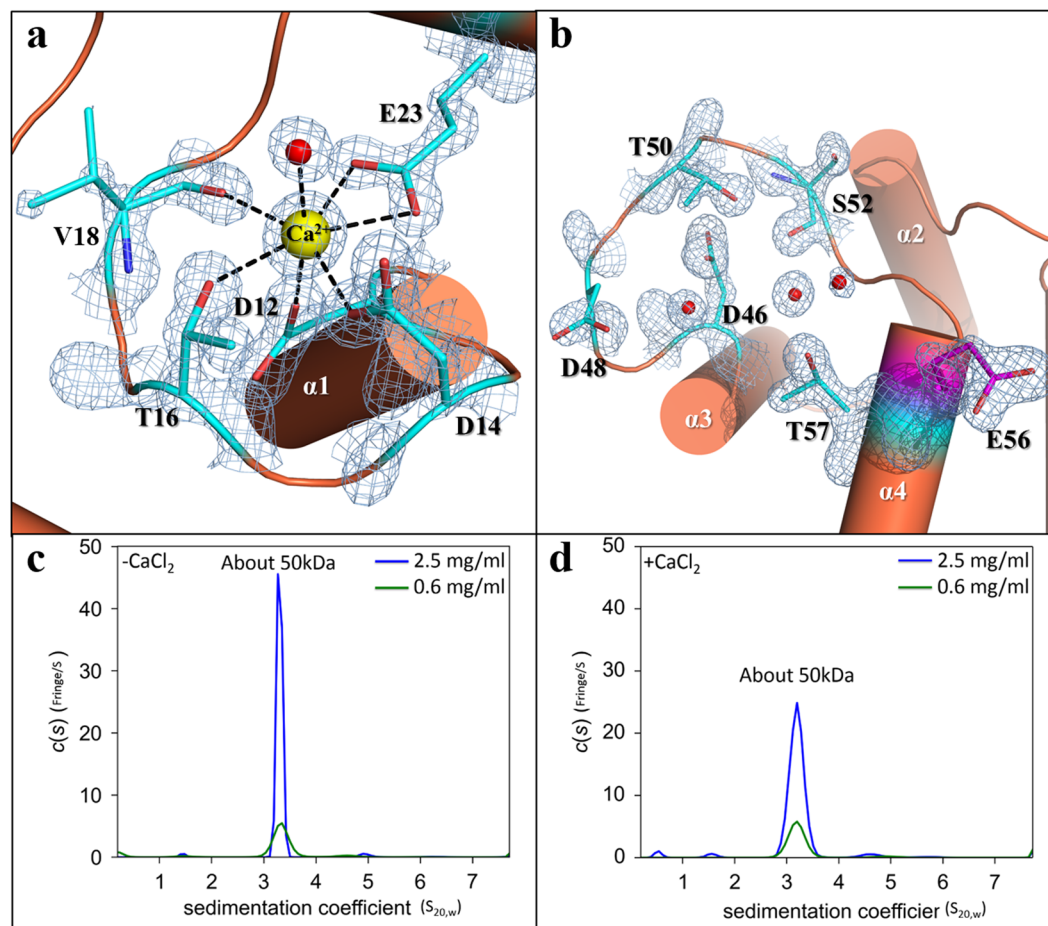 a
E23
Ca²⁺
V18
D12
α1
T16
D14
b
T50
S52
α2
D46
D48
α3
T57
E56
α4
c
-CaCl₂
About 50kDa
2.5 mg/ml
0.6 mg/ml
50
40
30
20
10
0
c(s) (Fringe/S)
1 2 3 4 5 6 7
sedimentation coefficient (S20,w)
d
+CaCl₂
2.5 mg/ml
0.6 mg/ml
About 50kDa
50
40
30
20
10
0
c(s) (Fringe/S)
1 2 3 4 5 6 7
sedimentation coefficier (S20,w)